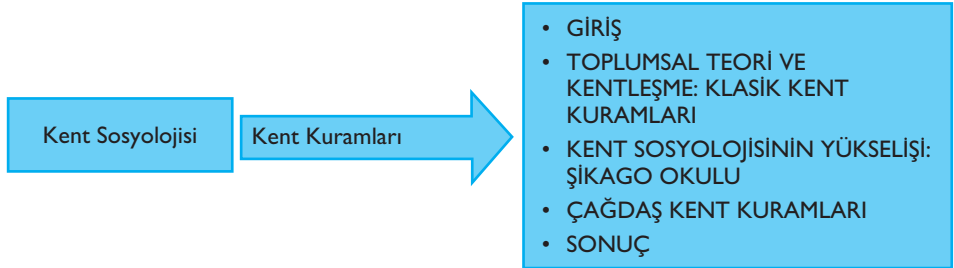 Kent Sosyolojisi
Kent Kuramları
• GİRİŞ
• TOPLUMSAL TEORİ VE
KENTLEŞME: KLASİK KENT
KURAMLARI
• KENT SOSYOLOJİSİNİN YÜKSELİŞİ:
ŞİKAGO OKULU
• ÇAĞDAŞ KENT KURAMLARI
• SONUÇ